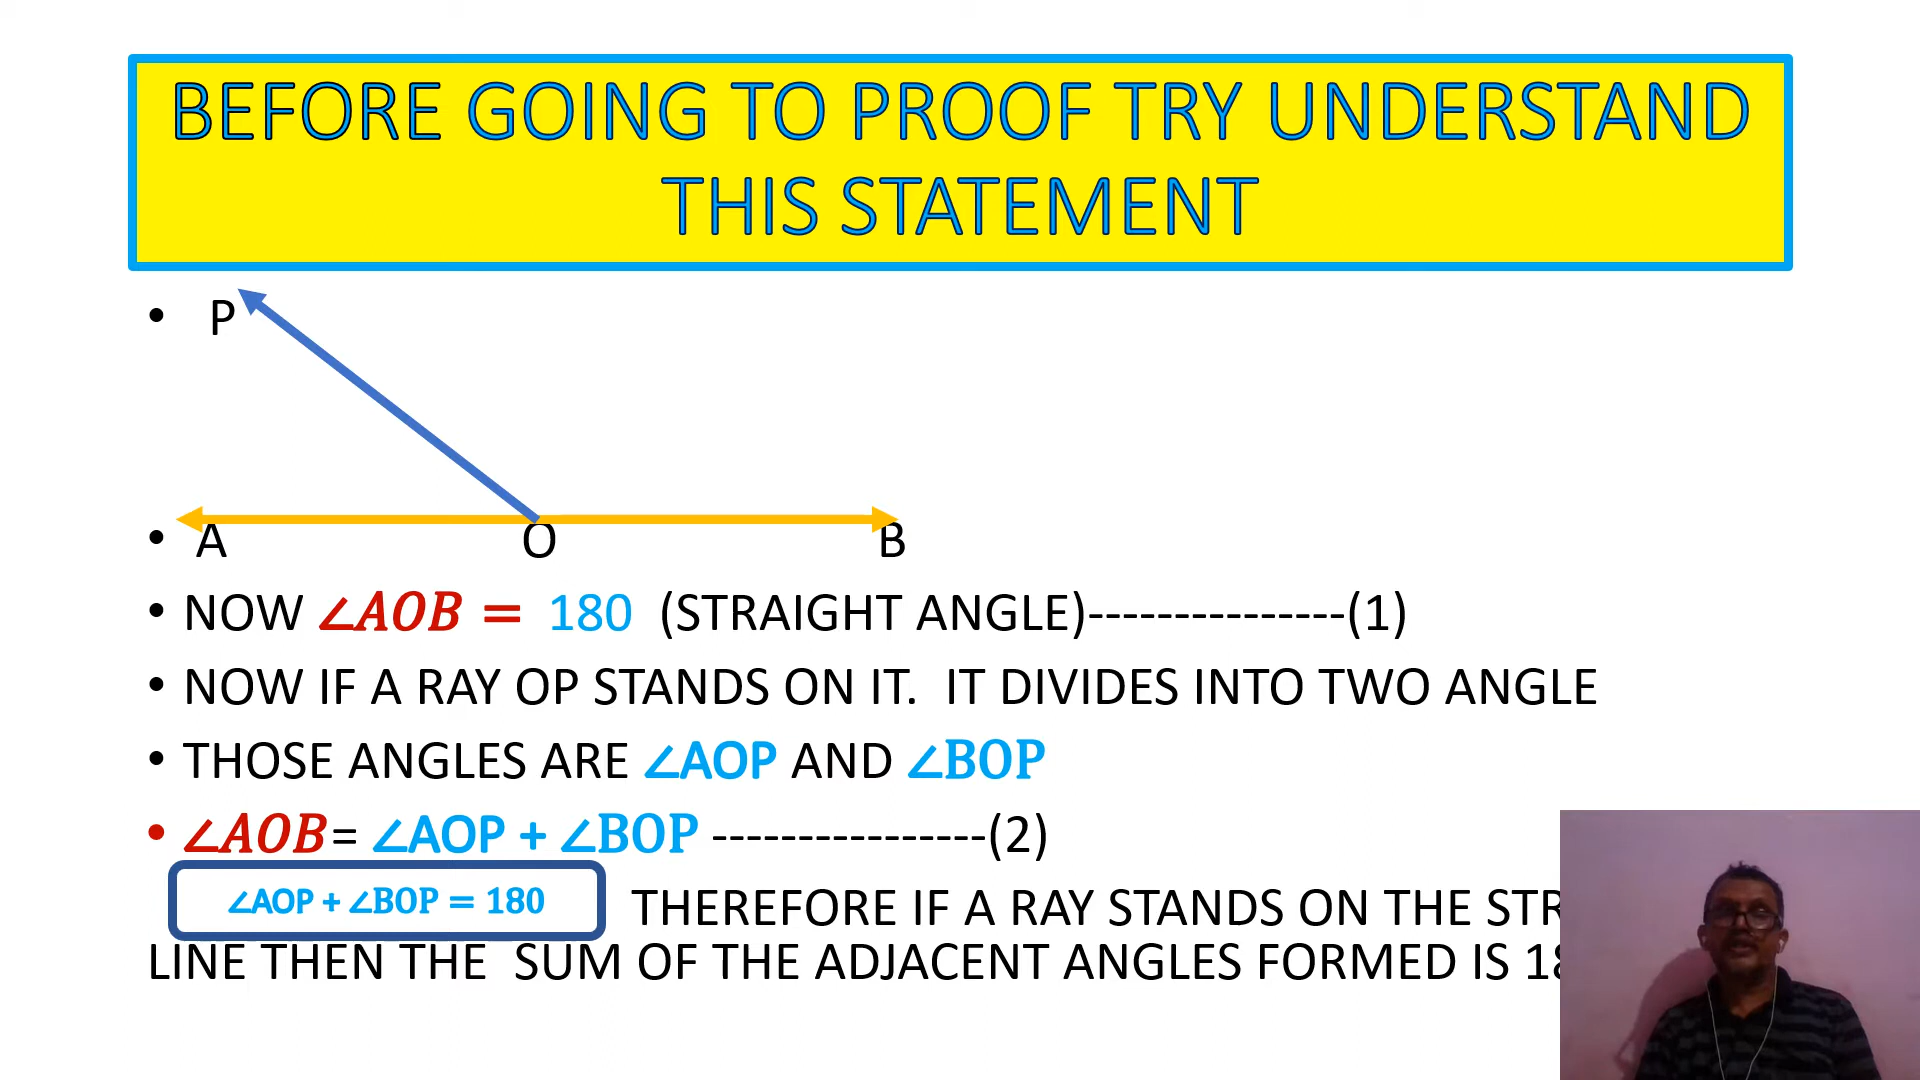 BEFORE GOING TO PROOF TRY UNDERSTAND
THIS STATEMENT
• P
• A O B
• NOW ∠AOB = 180 (STRAIGHT ANGLE)---------------(1)
• NOW IF A RAY OP STANDS ON IT. IT DIVIDES INTO TWO ANGLE
• THOSE ANGLES ARE ∠AOP AND ∠BOP
• ∠AOB= ∠AOP + ∠BOP ----------------(2)
∠AOP + ∠BOP = 180 THEREFORE IF A RAY STANDS ON THE
LINE THEN THE SUM OF THE ADJACENT ANGLES FORMED IS